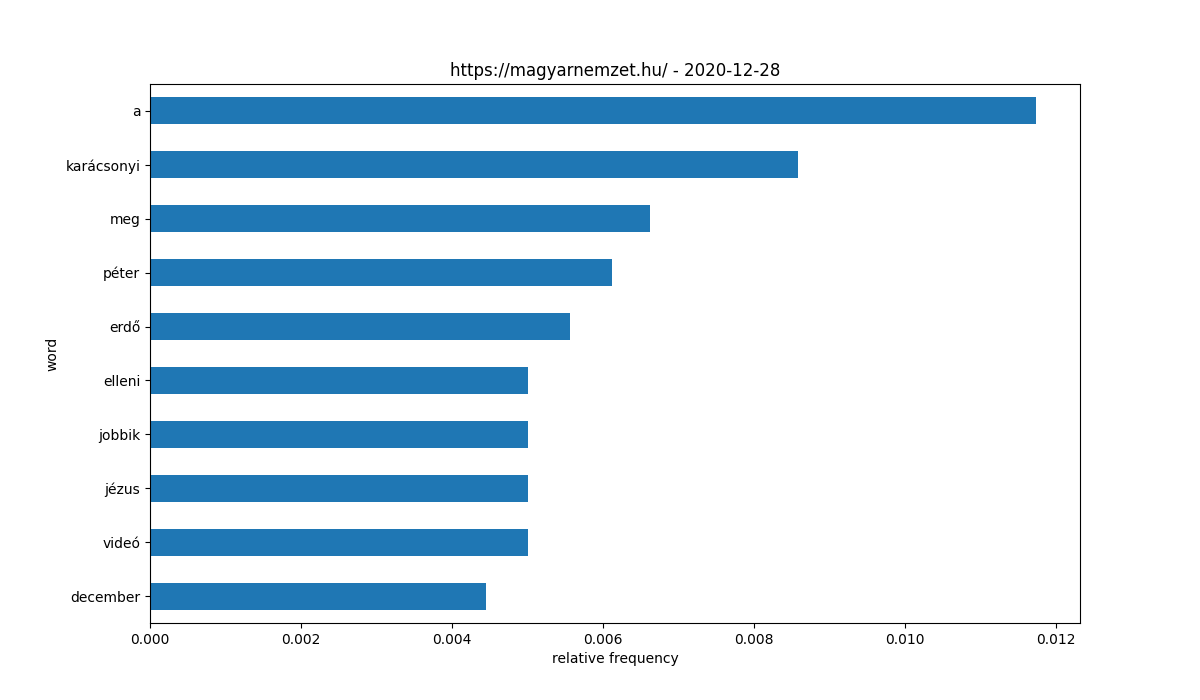 https://magyarnemzet.hu/ - 2020-12-28
a
karácsonyi
meg
péter
erdő
elleni
jobbik
jézus
videó
december
word
0.000 0.002 0.004 0.006 0.008 0.010 0.012
relative frequency